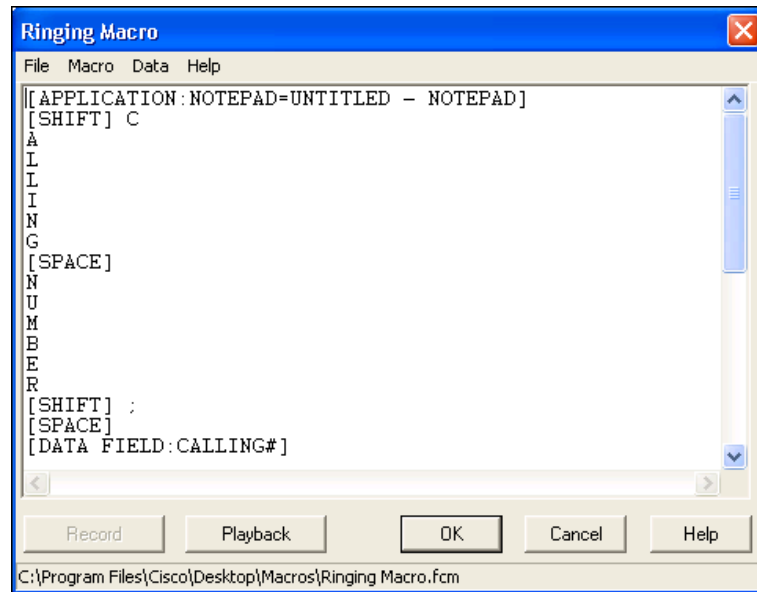 Ringing Macro
File Macro Data Help
[APPLICATION:NOTEPAD=UNTITLED – NOTEPAD]
[SHIFT] C
A
L
L
I
N
G
[SPACE]
N
U
M
B
E
R
[SHIFT] ;
[SPACE]
[DATA FIELD:CALLING#]
Record Playback OK Cancel Help
C:\Program Files\Cisco\Desktop\Macros\Ringing Macro.fcm